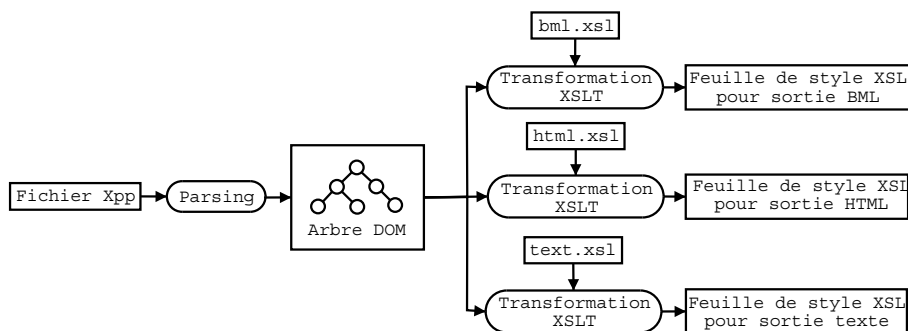 bml.xsl
Transformation
XSLT
Feuille de style XSL
pour sortie BML
html.xsl
Fichier Xpp
Parsing
Arbre DOM
Transformation
XSLT
Feuille de style XSL
pour sortie HTML
text.xsl
Transformation
XSLT
Feuille de style XSL
pour sortie texte